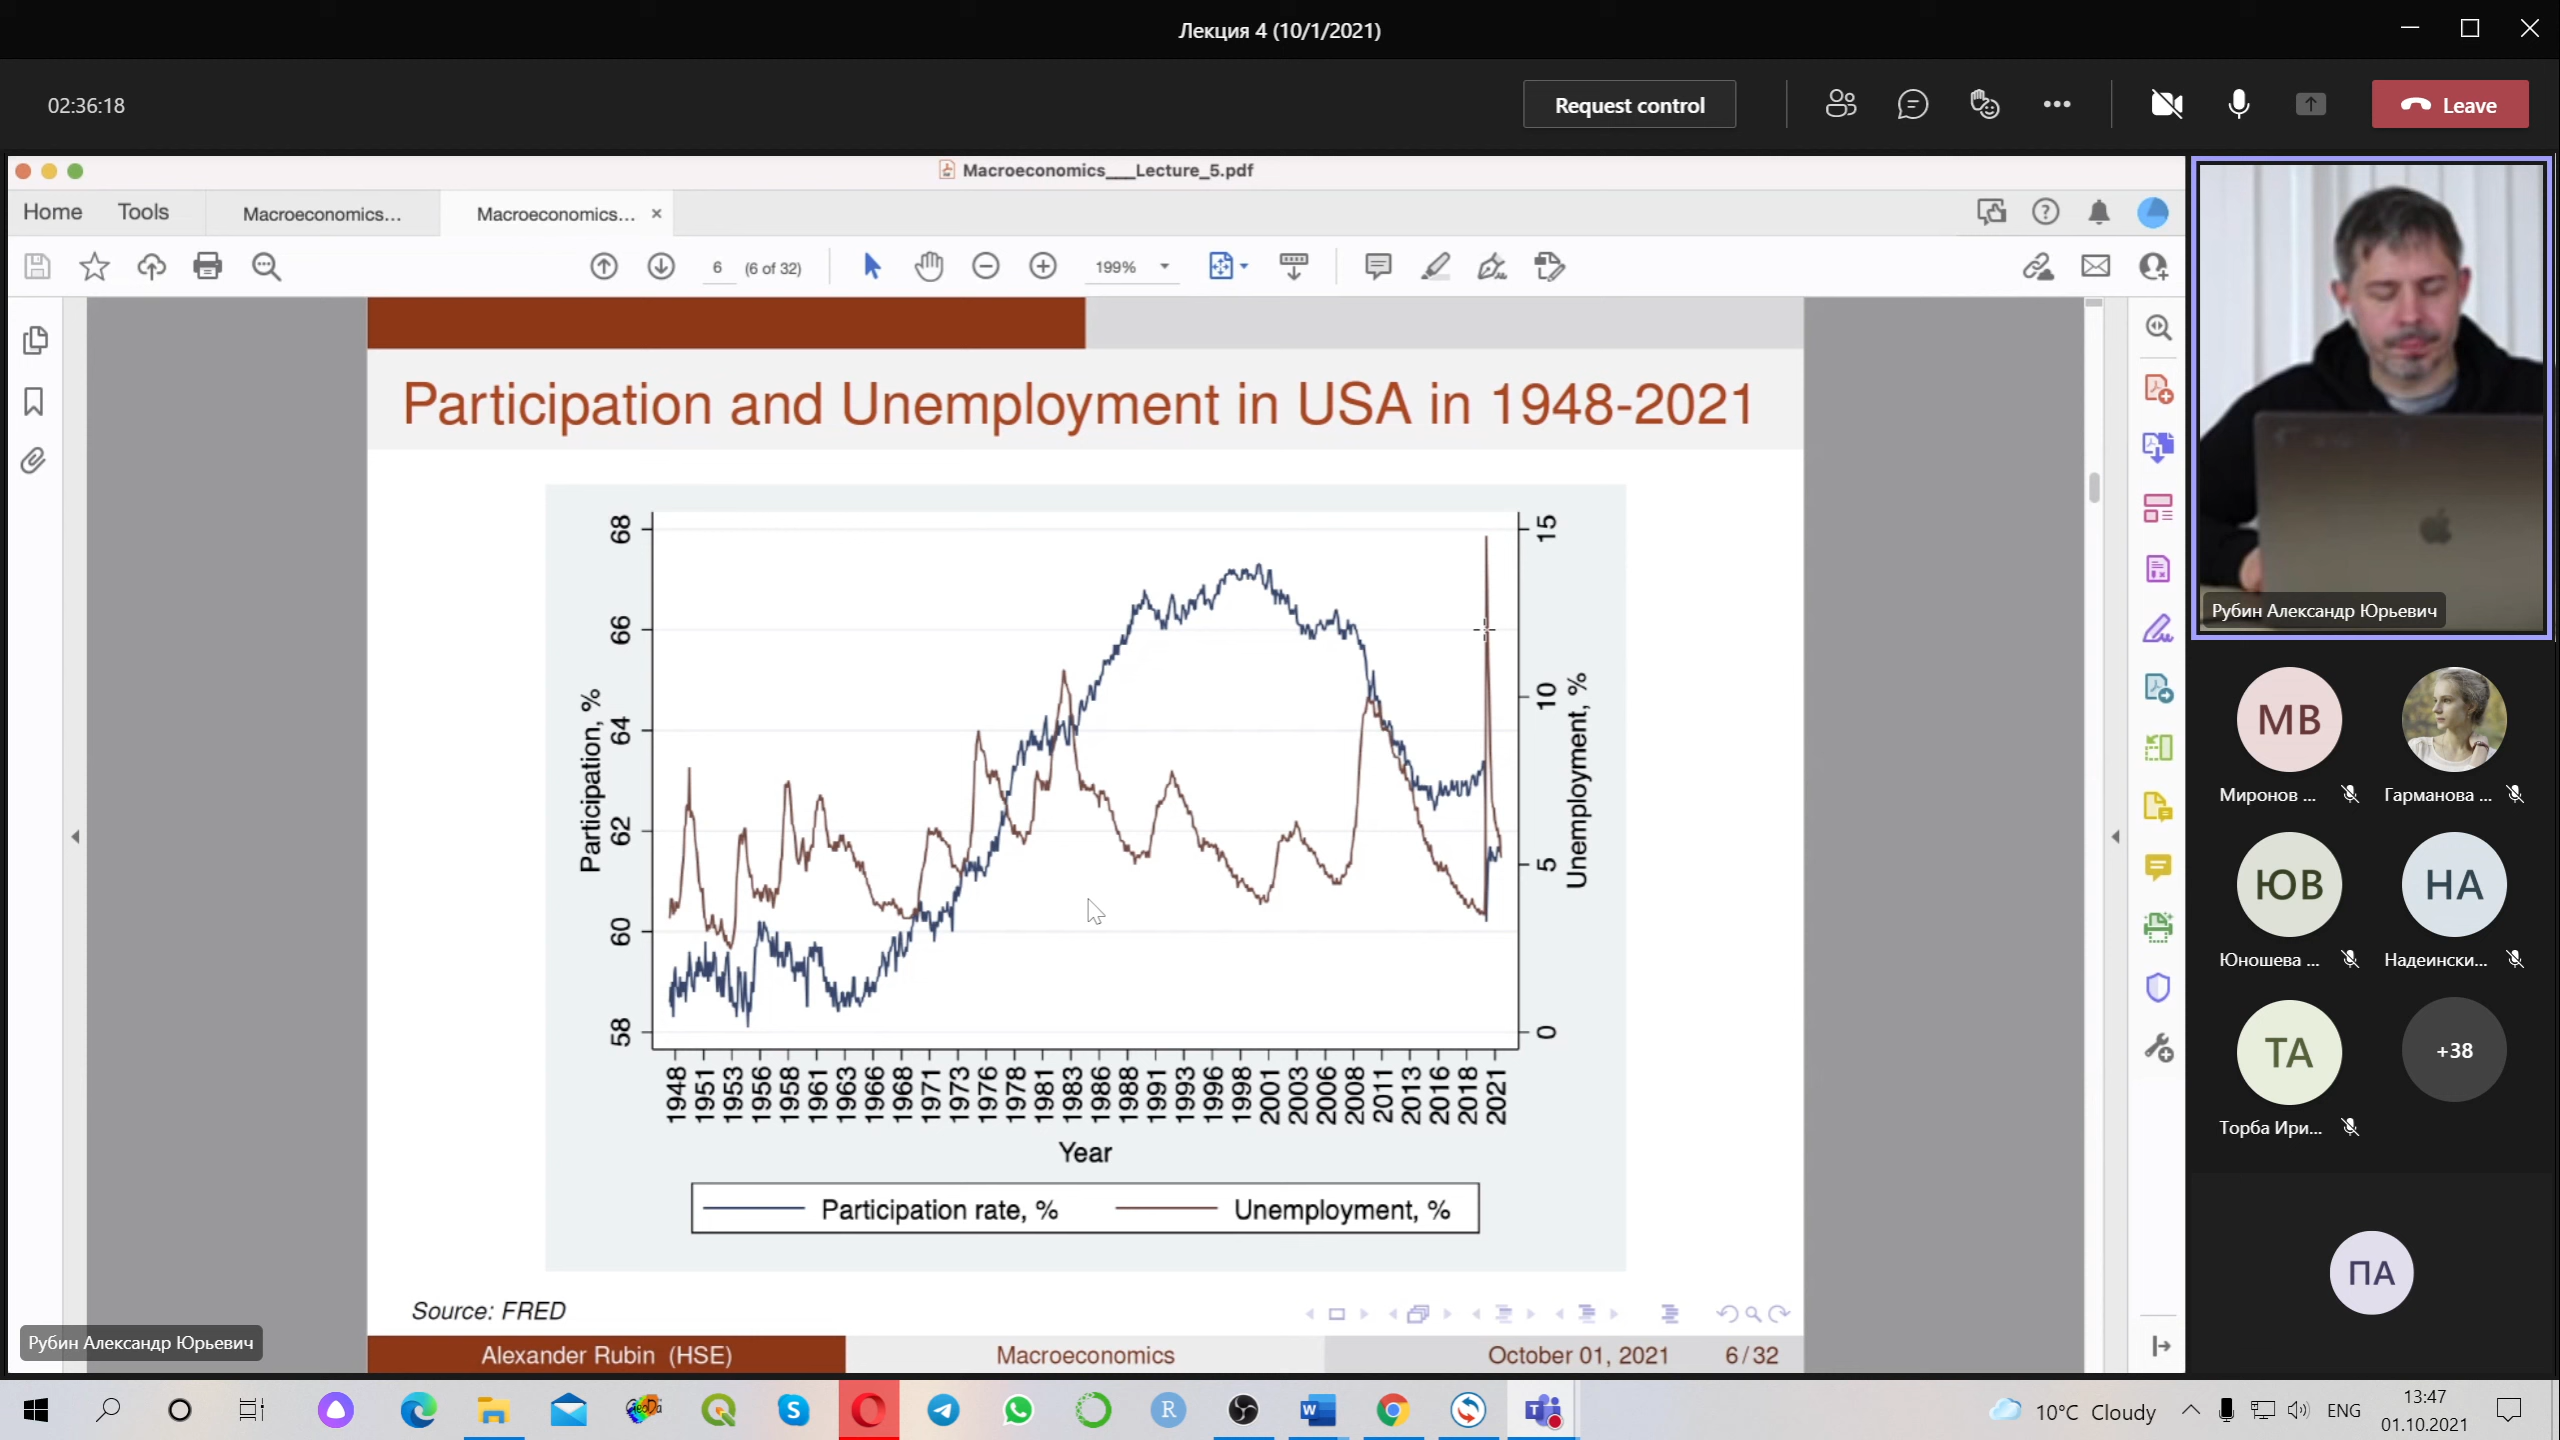 Лекция 4 (10/1/2021)
02:36:18
Request control
Leave
Macroeconomics___Lecture_5.pdf
Home
Tools
Macroeconomics...
Macroeconomics...
6
(6 of 32)
199%
Participation and Unemployment in USA in 1948-2021
68
66
64
62
60
58
Participation, %
15
10
5
0
Unemployment, %
1948
1951
1953
1956
1958
1961
1963
1966
1968
1971
1973
1976
1978
1981
1983
1986
1988
1991
1993
1996
1998
2001
2003
2006
2008
2011
2013
2016
2018
2021
Year
Participation rate, %
Unemployment, %
Source: FRED
Рубин Александр Юрьевич
Alexander Rubin (HSE)
Macroeconomics
October 01, 2021
6/32
Рубин Александр Юрьевич
МВ
Миронов ...
Гарманова ...
ЮВ
Юношева ...
НА
Надеински...
ТА
Торба Ири...
+38
ПА
GeoDa
R
W
T
10°C Cloudy
ENG
13:47
01.10.2021